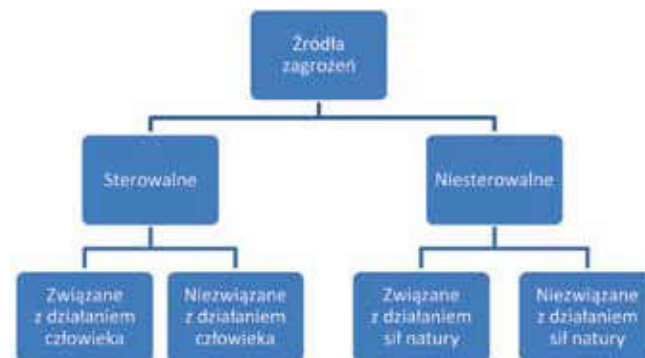 Źródła
zagrożeń
Sterowalne
Niesterowalne
Związane
z działaniem
człowieka
Niezwiązane
z działaniem
człowieka
Związane
z działaniem
sił natury
Niezwiązane
z działaniem
sił natury